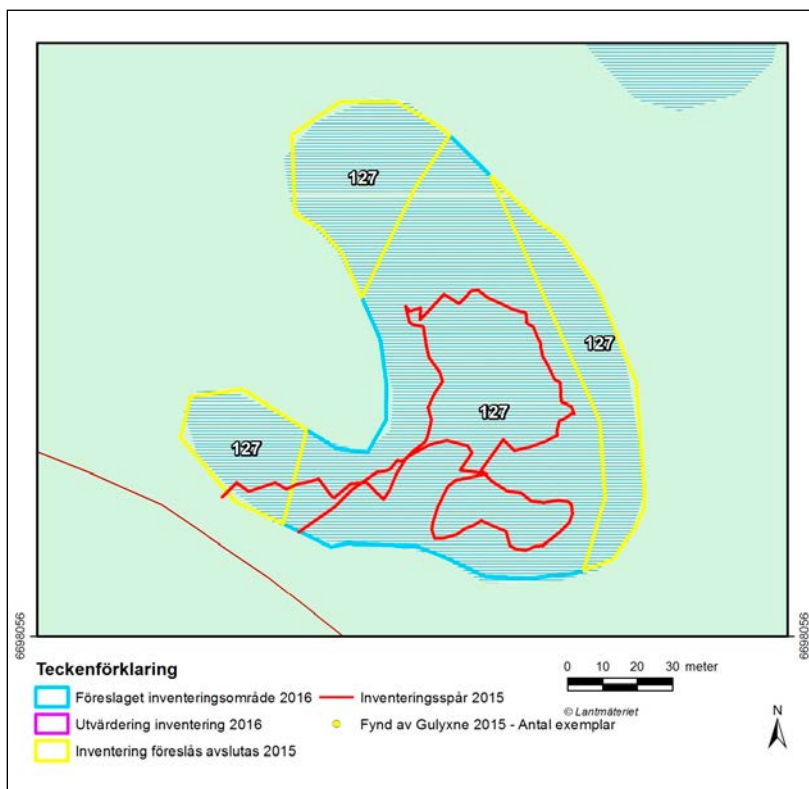 127
127
127
127
6698056
6698056
Teckenförklaring
Föreslaget inventeringsområde 2016
Utvärdering inventering 2016
Inventering föreslås avslutas 2015
Inventeringsspår 2015
Fynd av Gulyxne 2015 - Antal exemplar
0 10 20 30 meter
© Lantmäteriet
N